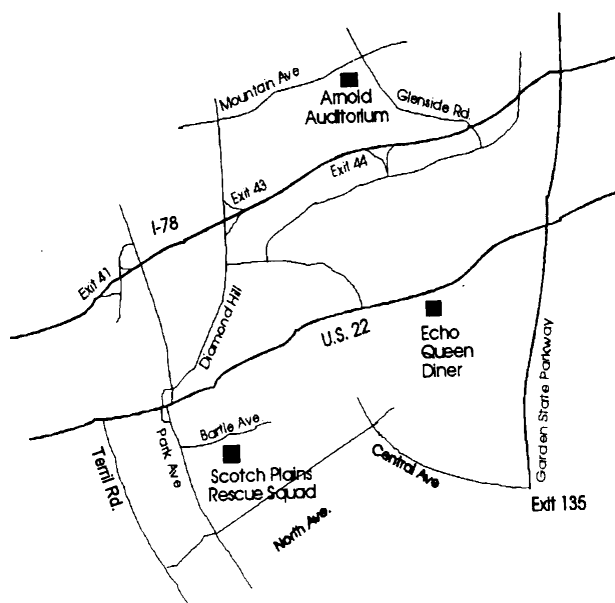 Mountain Ave
Arnold
Auditorium
Glenside Rd.
Exit 44
Exit 43
I-78
Exit 41
Diamond Hill
U.S. 22
Echo
Queen
Diner
Garden State Parkway
Bartle Ave
Park Ave
Terril Rd.
Scotch Plains
Rescue Squad
Central Ave
North Ave.
Exit 135